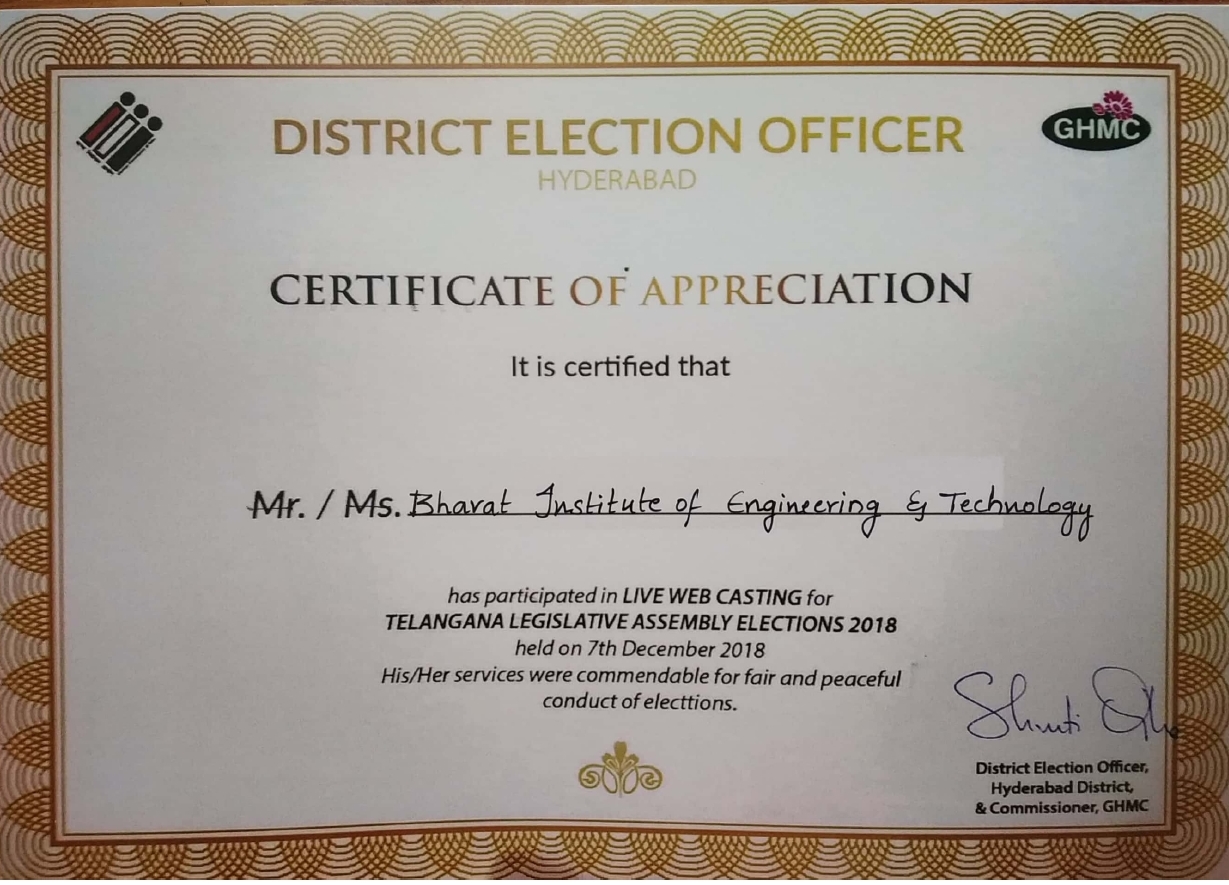 DISTRICT ELECTION OFFICER
GHMC
HYDERABAD
CERTIFICATE OF APPRECIATION
It is certified that
Mr. / Ms. Bharat Institute of Engineering & Technology
has participated in LIVE WEB CASTING for
TELANGANA LEGISLATIVE ASSEMBLY ELECTIONS 2018
held on 7th December 2018
His/Her services were commendable for fair and peaceful
conduct of electtions.
District Election Officer,
Hyderabad District,
& Commissioner, GHMC